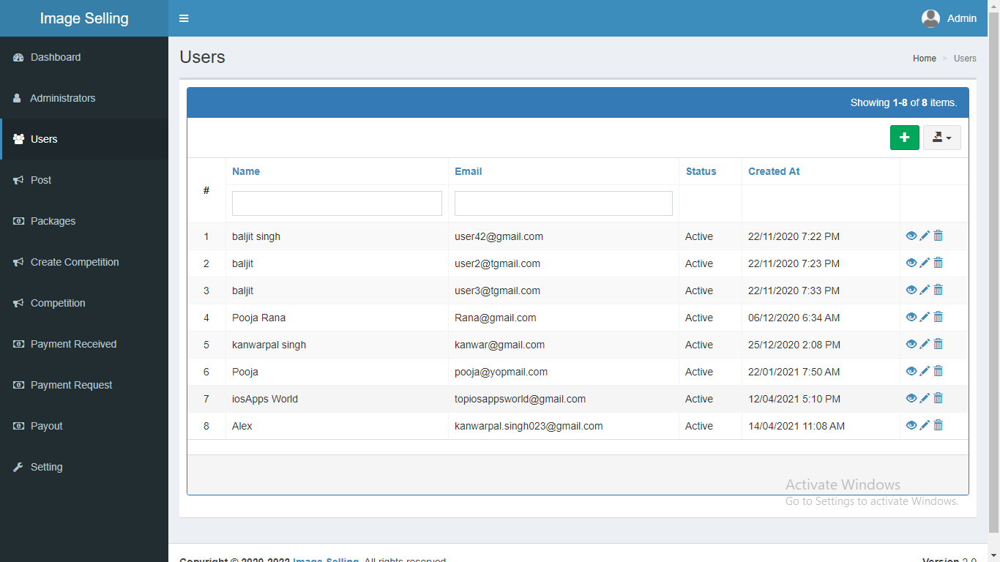 Image Selling
Admin
Dashboard
Administrators
Users
Post
Packages
Create Competition
Competition
Payment Received
Payment Request
Payout
Setting
Users
Home > Users
Showing 1-8 of 8 items.
# Name Email Status Created At
1 baljit singh user42@gmail.com Active 22/11/2020 7:22 PM
2 baljit user2@tgmail.com Active 22/11/2020 7:23 PM
3 baljit user3@tgmail.com Active 22/11/2020 7:33 PM
4 Pooja Rana Rana@gmail.com Active 06/12/2020 6:34 AM
5 kanwarpal singh kanwar@gmail.com Active 25/12/2020 2:08 PM
6 Pooja pooja@yopmail.com Active 22/01/2021 7:50 AM
7 iosApps World topiosappsworld@gmail.com Active 12/04/2021 5:10 PM
8 Alex kanwarpal.singh023@gmail.com Active 14/04/2021 11:08 AM
Activate Windows
Go to Settings to activate Windows.
Copyright © 2020-2022 Image Selling. All rights reserved. Version 2.0